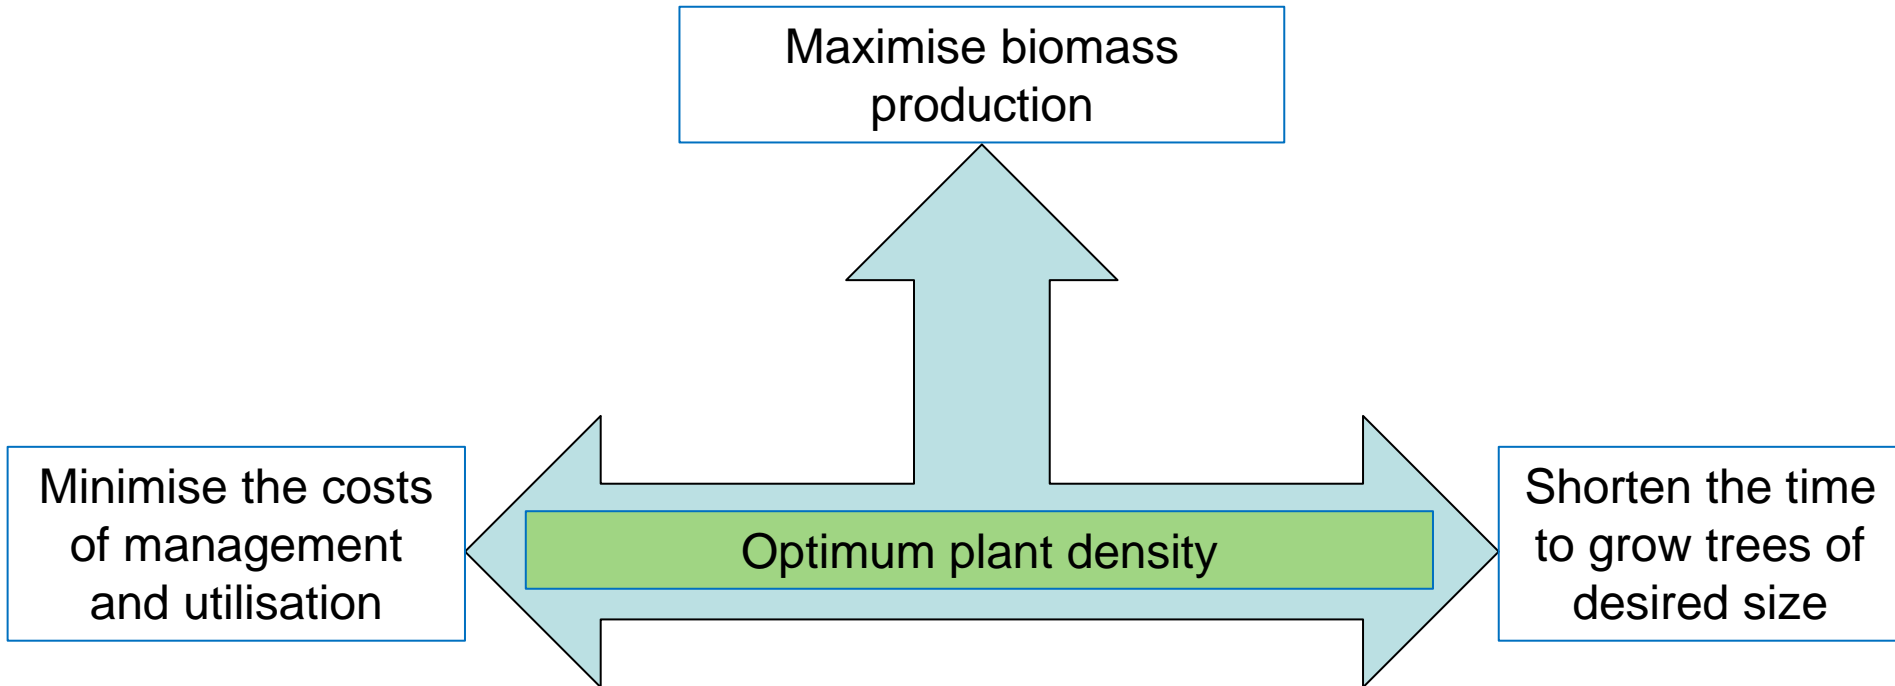 Maximise biomass
production
Minimise the costs
of management
and utilisation
Optimum plant density
Shorten the time
to grow trees of
desired size